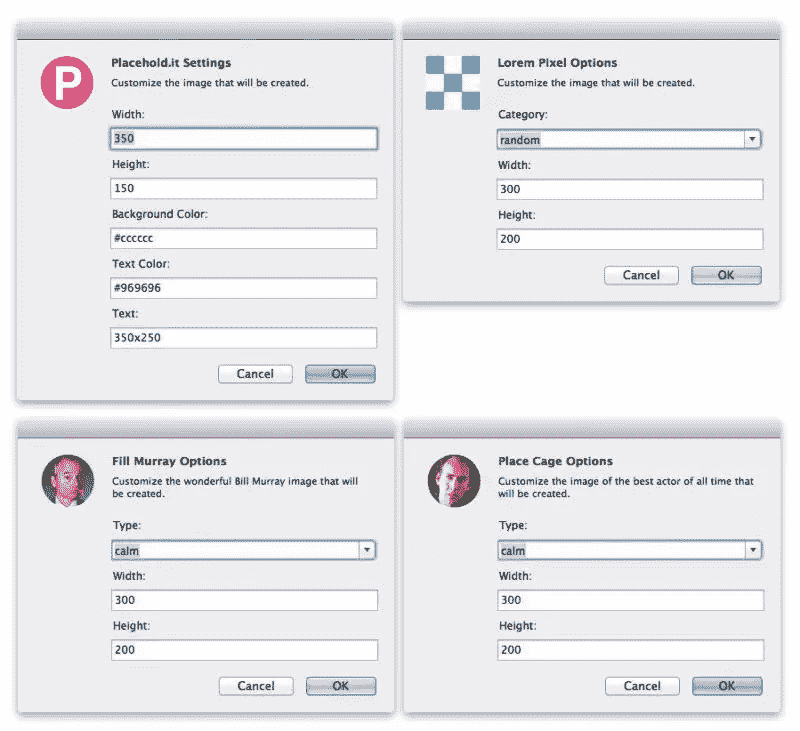 P
Placehold.it Settings
Customize the image that will be created.
Width:
350
Height:
150
Background Color:
#cccccc
Text Color:
#969696
Text:
350x250
Cancel
OK
Lorem Pixel Options
Customize the image that will be created.
Category:
random
Width:
300
Height:
200
Cancel
OK
Fill Murray Options
Customize the wonderful Bill Murray image that will
be created.
Type:
calm
Width:
300
Height:
200
Cancel
OK
Place Cage Options
Customize the image of the best actor of all time that
will be created.
Type:
calm
Width:
300
Height:
200
Cancel
OK